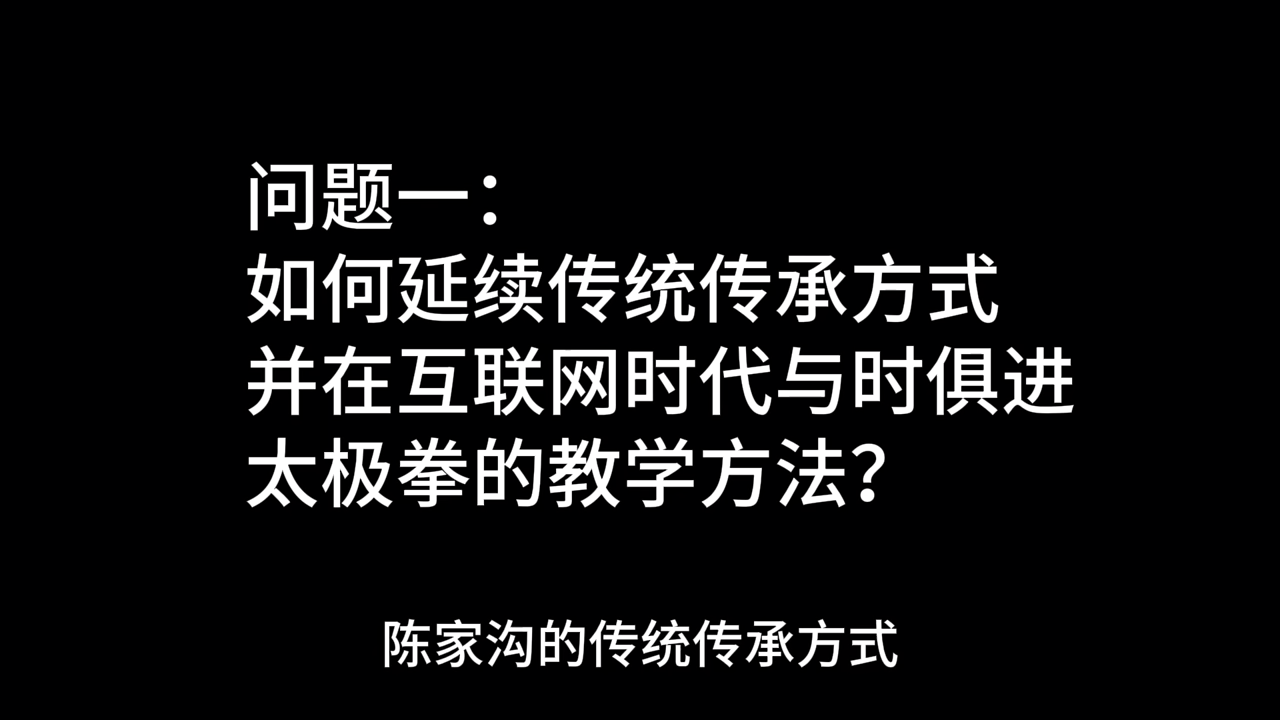 问题一：
如何延续传统传承方式
并在互联网时代与时俱进
太极拳的教学方法？
陈家沟的传统传承方式